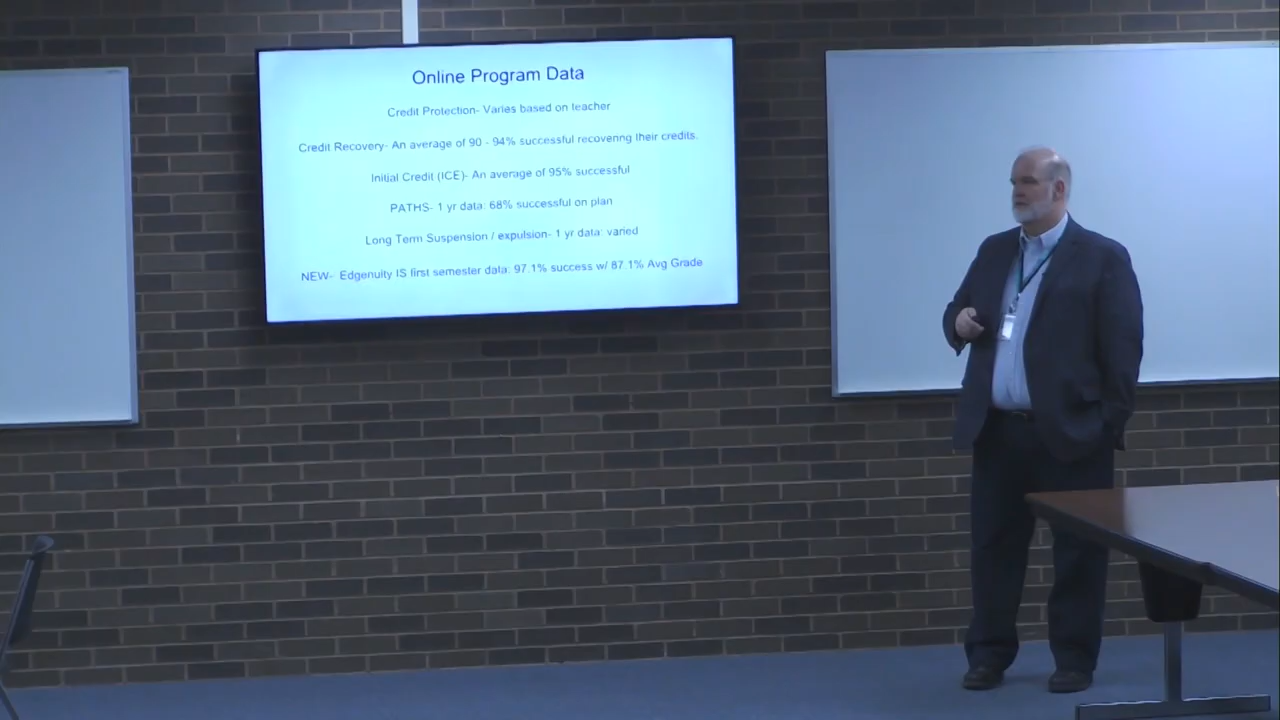 Online Program Data
Credit Protection- Varies based on teacher
Credit Recovery- An average of 90 - 94% successful recovering their credits.
Initial Credit (ICE)- An average of 95% successful
PATHS- 1 yr data: 68% successful on plan
Long Term Suspension / expulsion- 1 yr data: varied
NEW- Edgenuity IS first semester data: 97.1% success w/ 87.1% Avg Grade